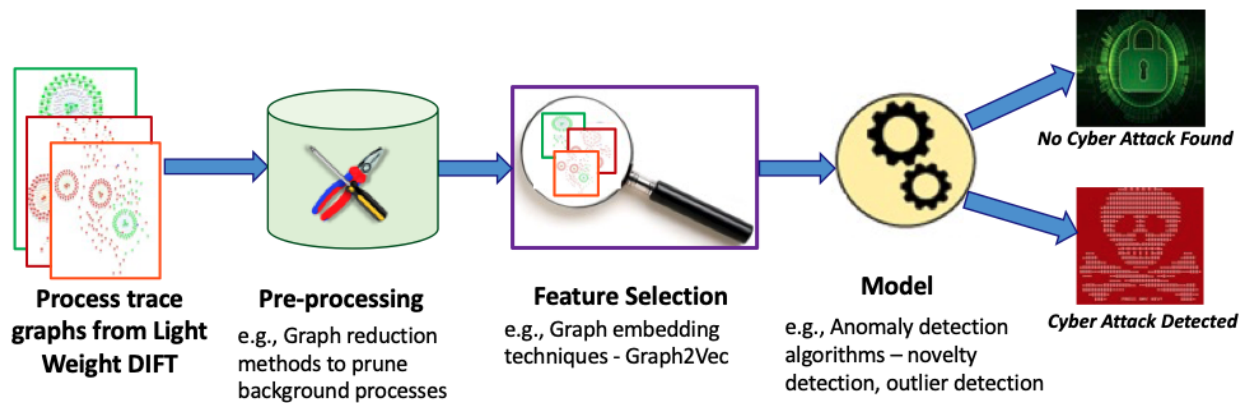 No Cyber Attack Found
Process trace
graphs from Light
Weight DIFT
Pre-processing
e.g., Graph reduction
methods to prune
background processes
Feature Selection
e.g., Graph embedding
techniques - Graph2Vec
Model
e.g., Anomaly detection
algorithms – novelty
detection, outlier detection
Cyber Attack Detected